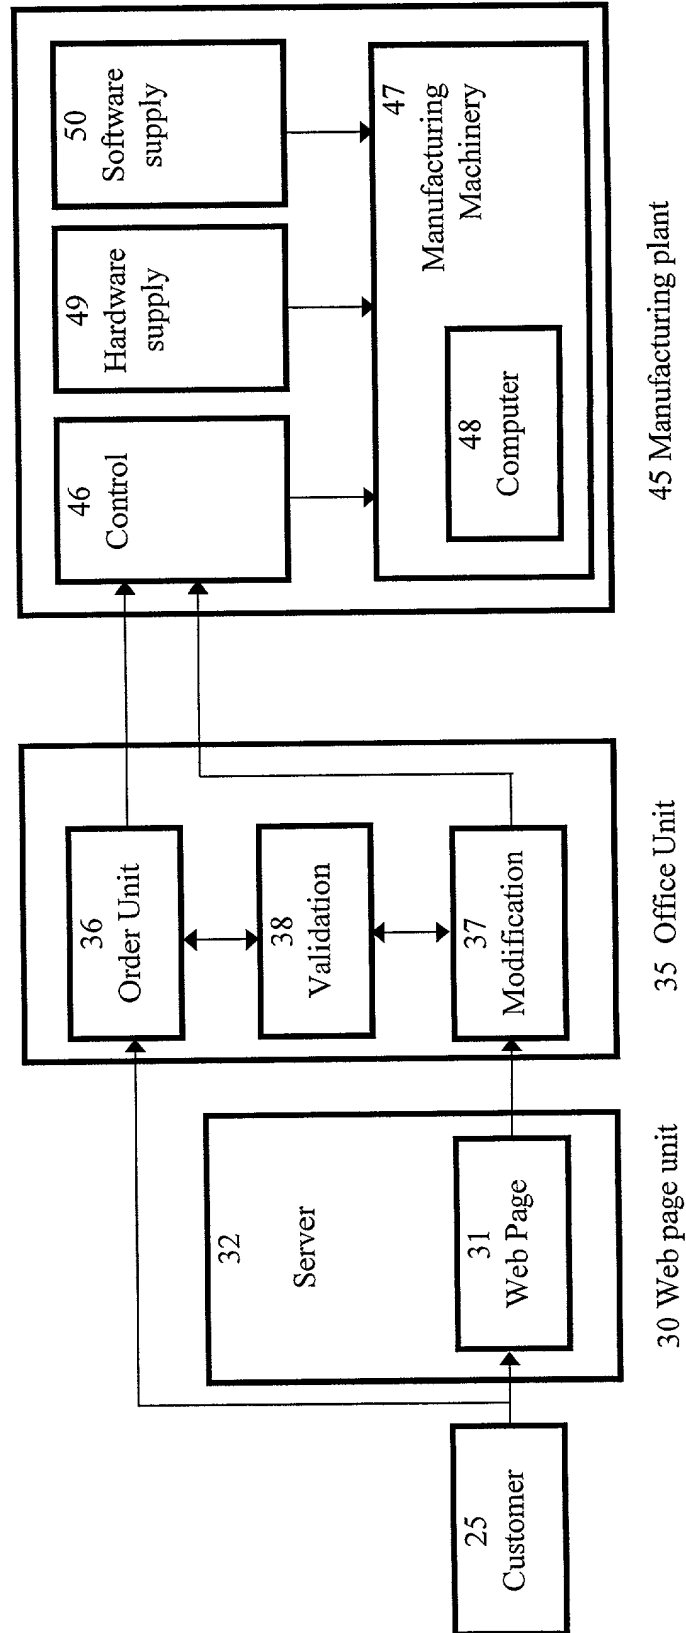 25
Customer
32
Server
31
Web Page
30 Web page unit
36
Order Unit
38
Validation
37
Modification
35 Office Unit
46
Control
49
Hardware
supply
50
Software
supply
47
Manufacturing
Machinery
48
Computer
45 Manufacturing plant